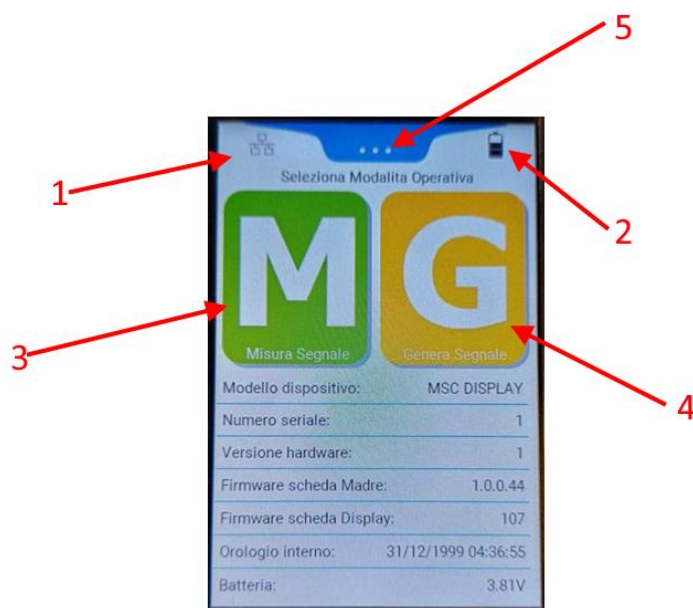 5
1
2
Seleziona Modalita Operativa
M G
Misura Segnale Genera Segnale
3
4
Modello dispositivo: MSC DISPLAY
Numero seriale: 1
Versione hardware: 1
Firmware scheda Madre: 1.0.0.44
Firmware scheda Display: 107
Orologio interno: 31/12/1999 04:36:55
Batteria: 3.81V